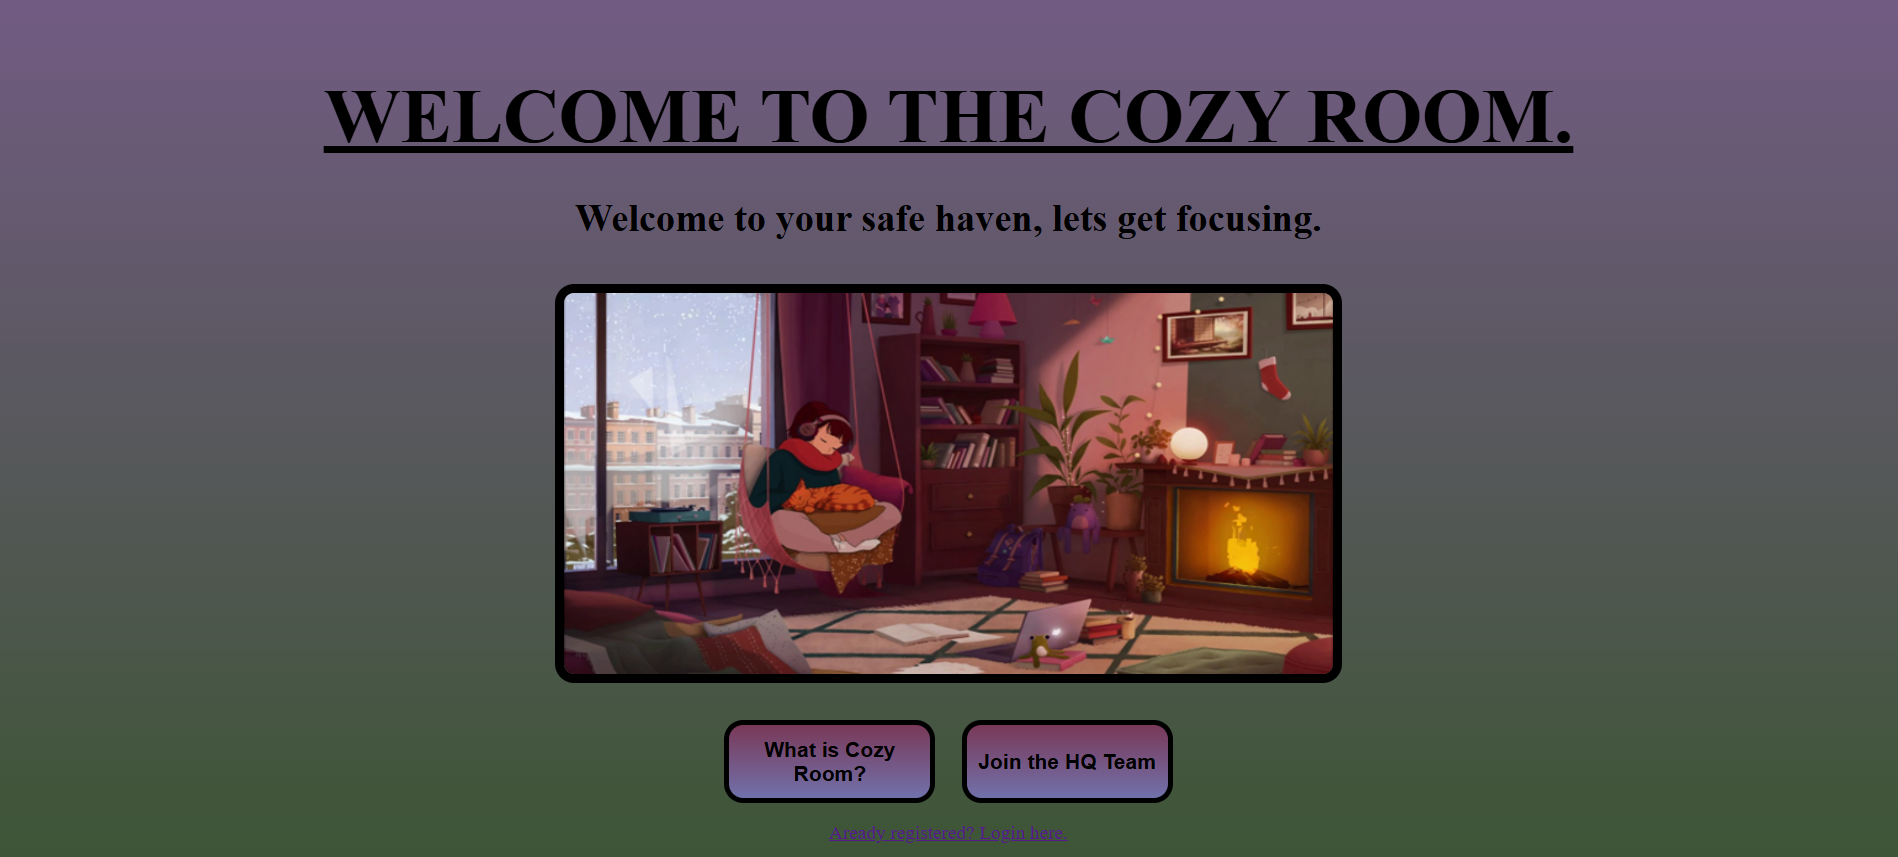 WELCOME TO THE COZY ROOM.
Welcome to your safe haven, lets get focusing.
What is Cozy
Room?
Join the HQ Team
Aready registered? Login here.